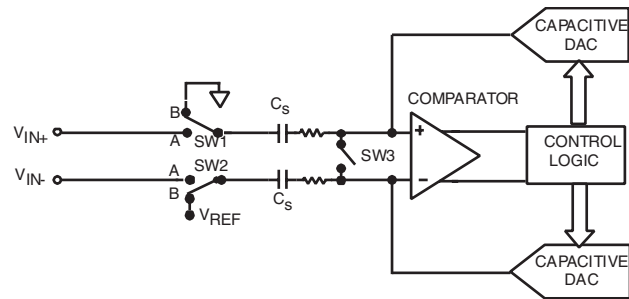 CAPACITIVE
DAC
B
C_S
COMPARATOR
V_IN+
A
SW1
+
CONTROL
LOGIC
SW3
V_IN-
A
SW2
B
C_S
−
V_REF
CAPACITIVE
DAC